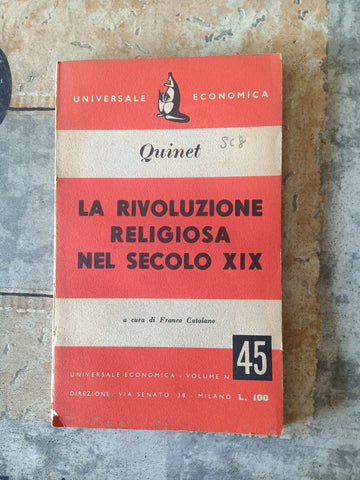 UNIVERSALE ECONOMICA
Quinet
SC8
LA RIVOLUZIONE
RELIGIOSA
NEL SECOLO XIX
a cura di Franco Catalano
UNIVERSALE ECONOMICA - VOLUME N. 45
DIREZIONE: VIA SENATO, 38 - MILANO L. 100